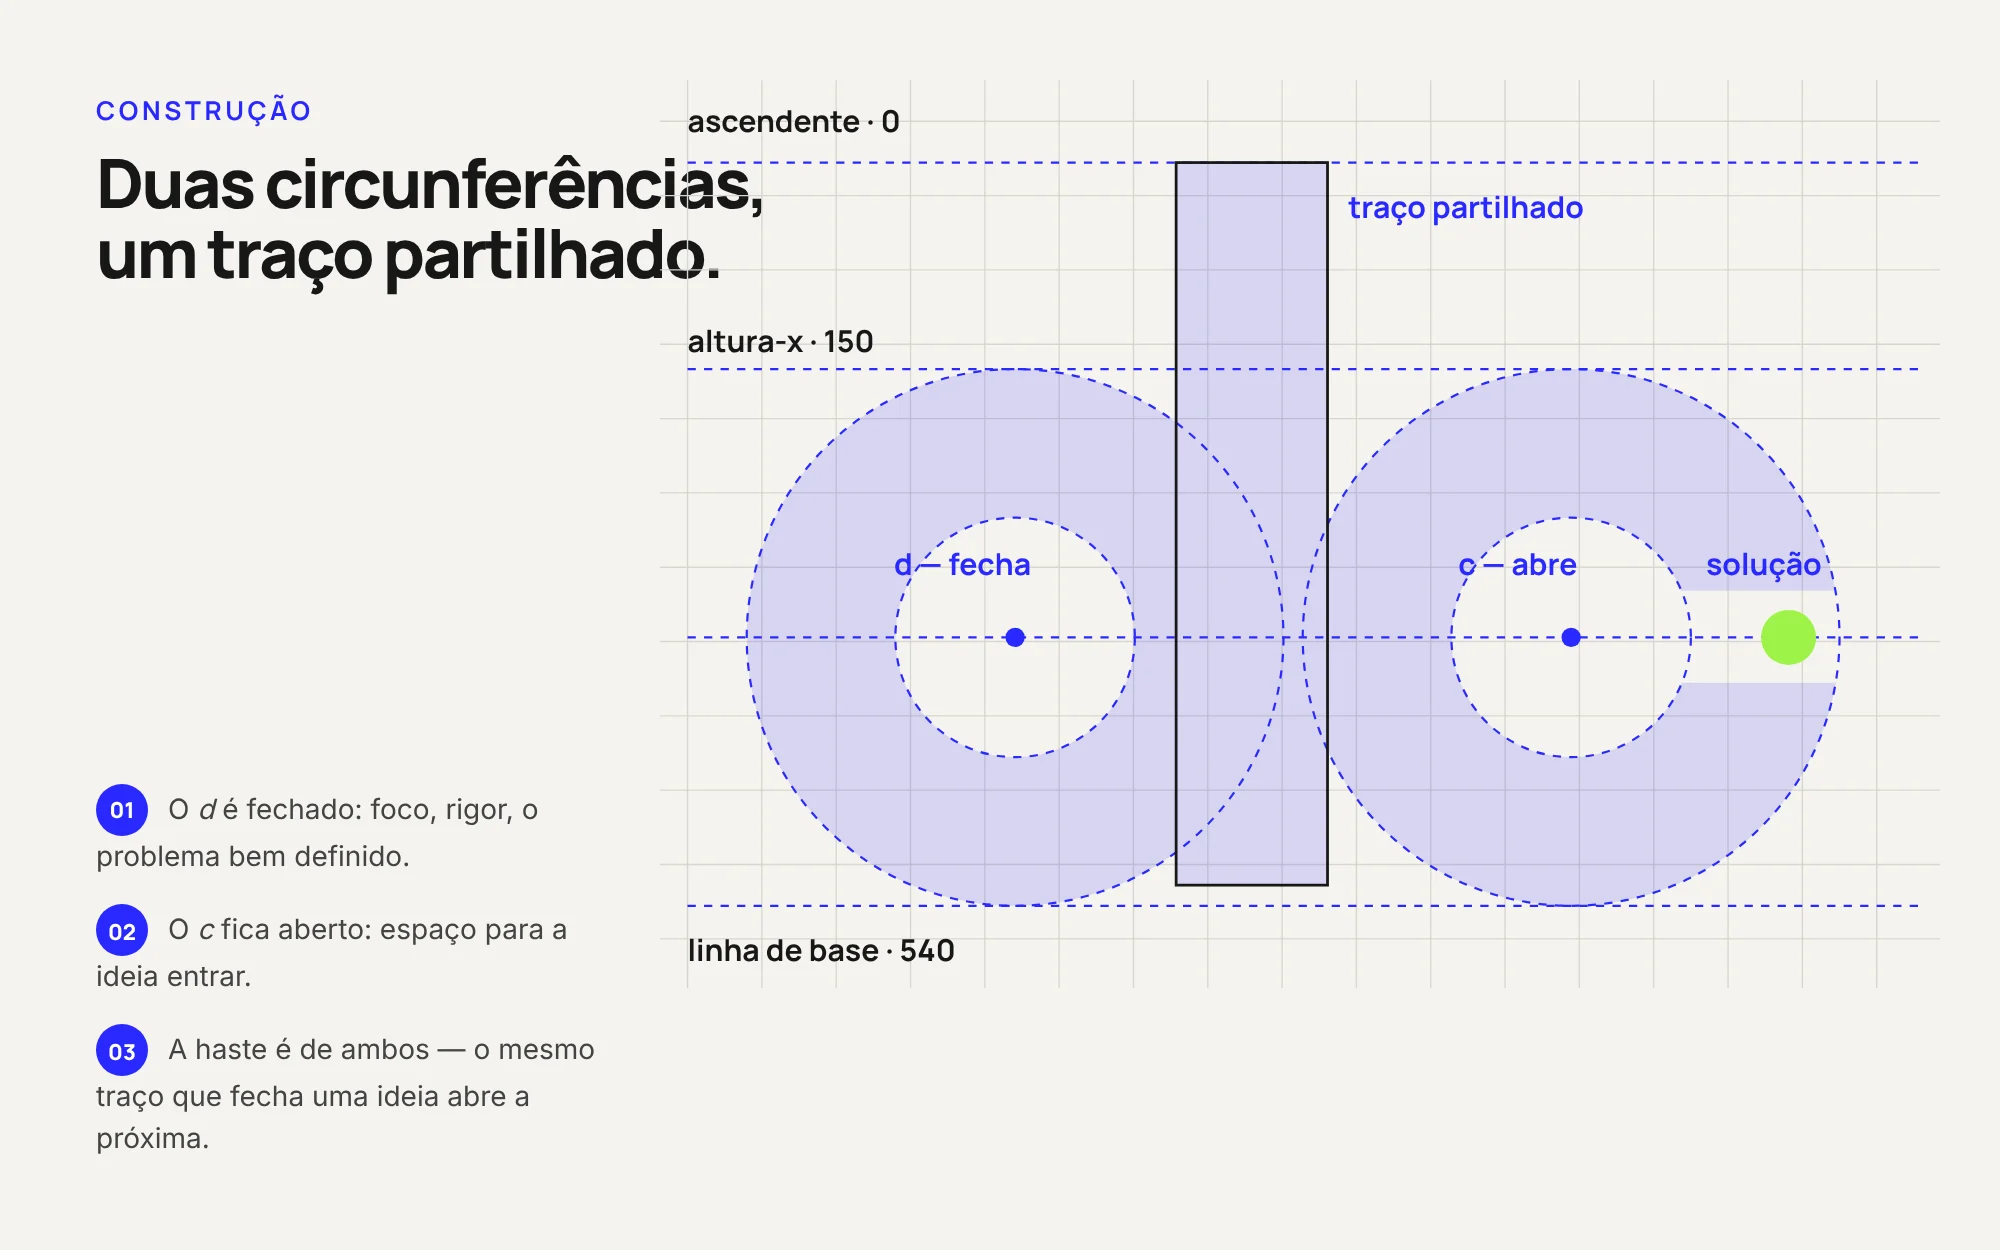 CONSTRUÇÃO
Duas circunferências,
um traço partilhado.
01 O d é fechado: foco, rigor, o
problema bem definido.
02 O c fica aberto: espaço para a
ideia entrar.
03 A haste é de ambos — o mesmo
traço que fecha uma ideia abre a
próxima.
ascendente · 0
traço partilhado
altura-x · 150
d — fecha
c — abre
solução
linha de base · 540